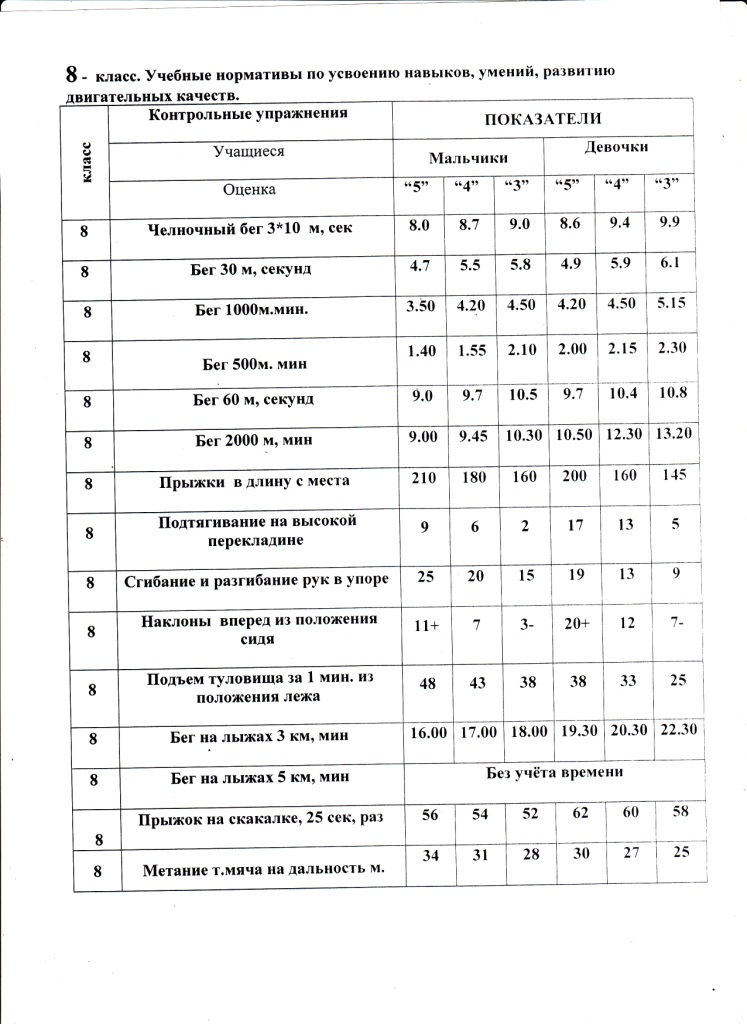 8 - класс. Учебные нормативы по усвоению навыков, умений, развитию
двигательных качеств.
класс Контрольные упражнения ПОКАЗАТЕЛИ
Учащиеся Мальчики Девочки
Оценка “5” “4” “3” “5” “4” “3”
8 Челночный бег 3*10 м, сек 8.0 8.7 9.0 8.6 9.4 9.9
8 Бег 30 м, секунд 4.7 5.5 5.8 4.9 5.9 6.1
8 Бег 1000м.мин. 3.50 4.20 4.50 4.20 4.50 5.15
8 Бег 500м. мин 1.40 1.55 2.10 2.00 2.15 2.30
8 Бег 60 м, секунд 9.0 9.7 10.5 9.7 10.4 10.8
8 Бег 2000 м, мин 9.00 9.45 10.30 10.50 12.30 13.20
8 Прыжки в длину с места 210 180 160 200 160 145
8 Подтягивание на высокой
перекладине 9 6 2 17 13 5
8 Сгибание и разгибание рук в упоре 25 20 15 19 13 9
8 Наклоны вперед из положения
сидя 11+ 7 3- 20+ 12 7-
8 Подъем туловища за 1 мин. из
положения лежа 48 43 38 38 33 25
8 Бег на лыжах 3 км, мин 16.00 17.00 18.00 19.30 20.30 22.30
8 Бег на лыжах 5 км, мин Без учёта времени
8 Прыжок на скакалке, 25 сек, раз 56 54 52 62 60 58
8 Метание т.мяча на дальность м. 34 31 28 30 27 25